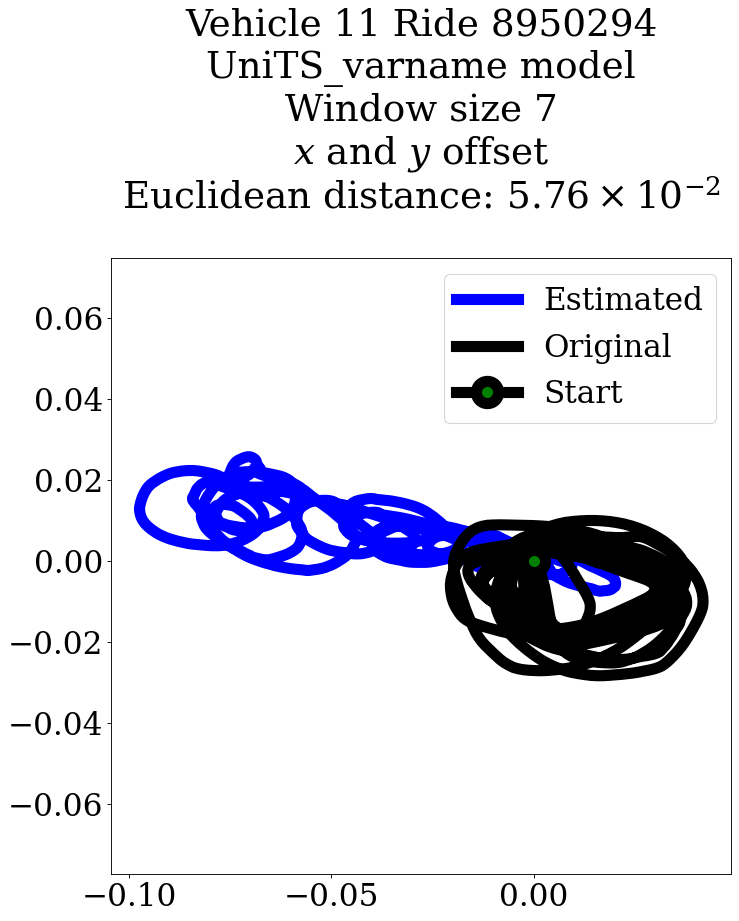 Vehicle 11 Ride 8950294
UniTS_varname model
Window size 7
x and y offset
Euclidean distance: 5.76 × 10⁻²
Estimated
Original
Start
0.06
0.04
0.02
0.00
−0.02
−0.04
−0.06
−0.10
−0.05
0.00